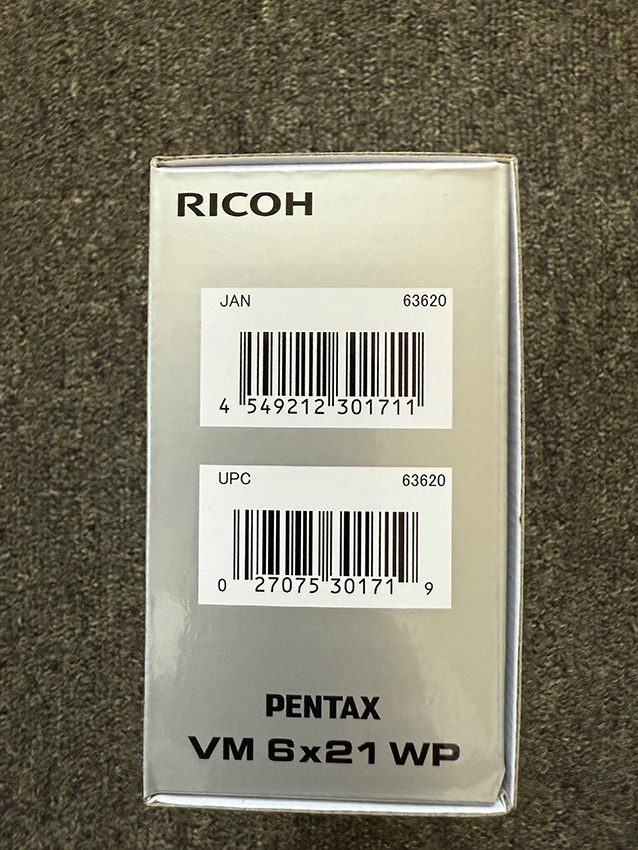 RICOH
JAN 63620
4 549212 301711
UPC 63620
0 27075 30171 9
PENTAX
VM 6x21 WP